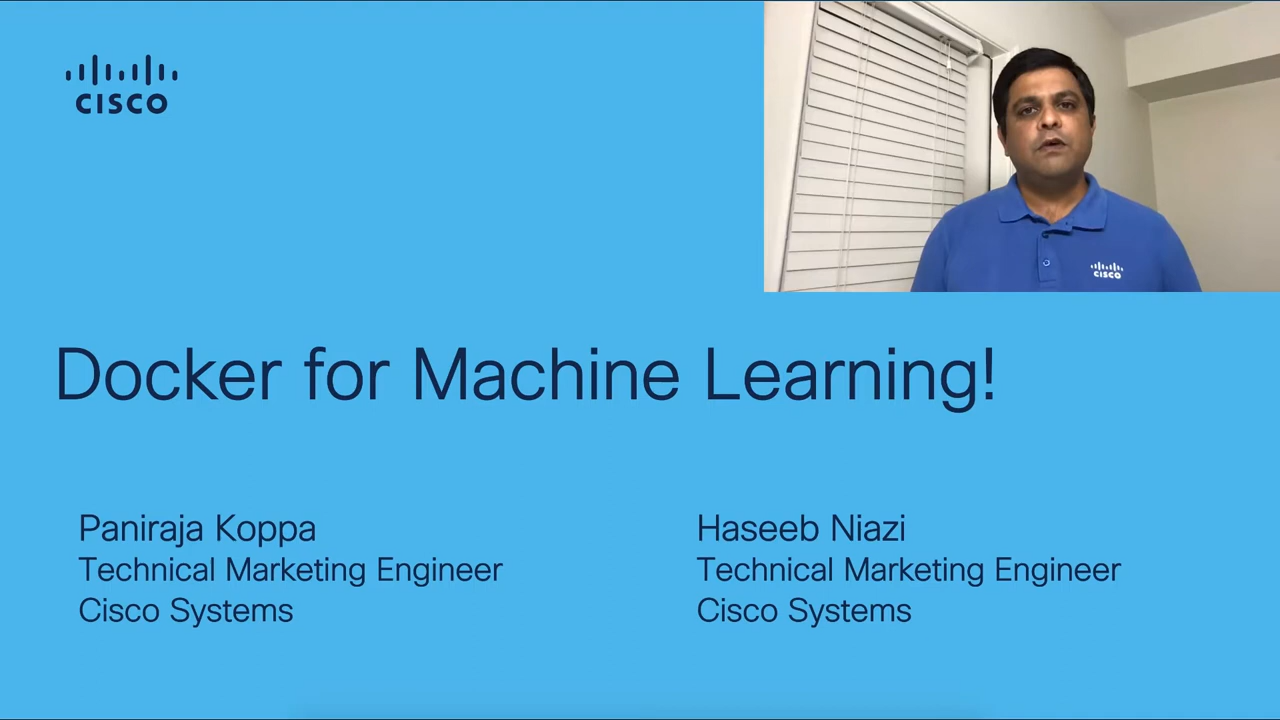 CISCO
CISCO
Docker for Machine Learning!
Paniraja Koppa
Technical Marketing Engineer
Cisco Systems
Haseeb Niazi
Technical Marketing Engineer
Cisco Systems